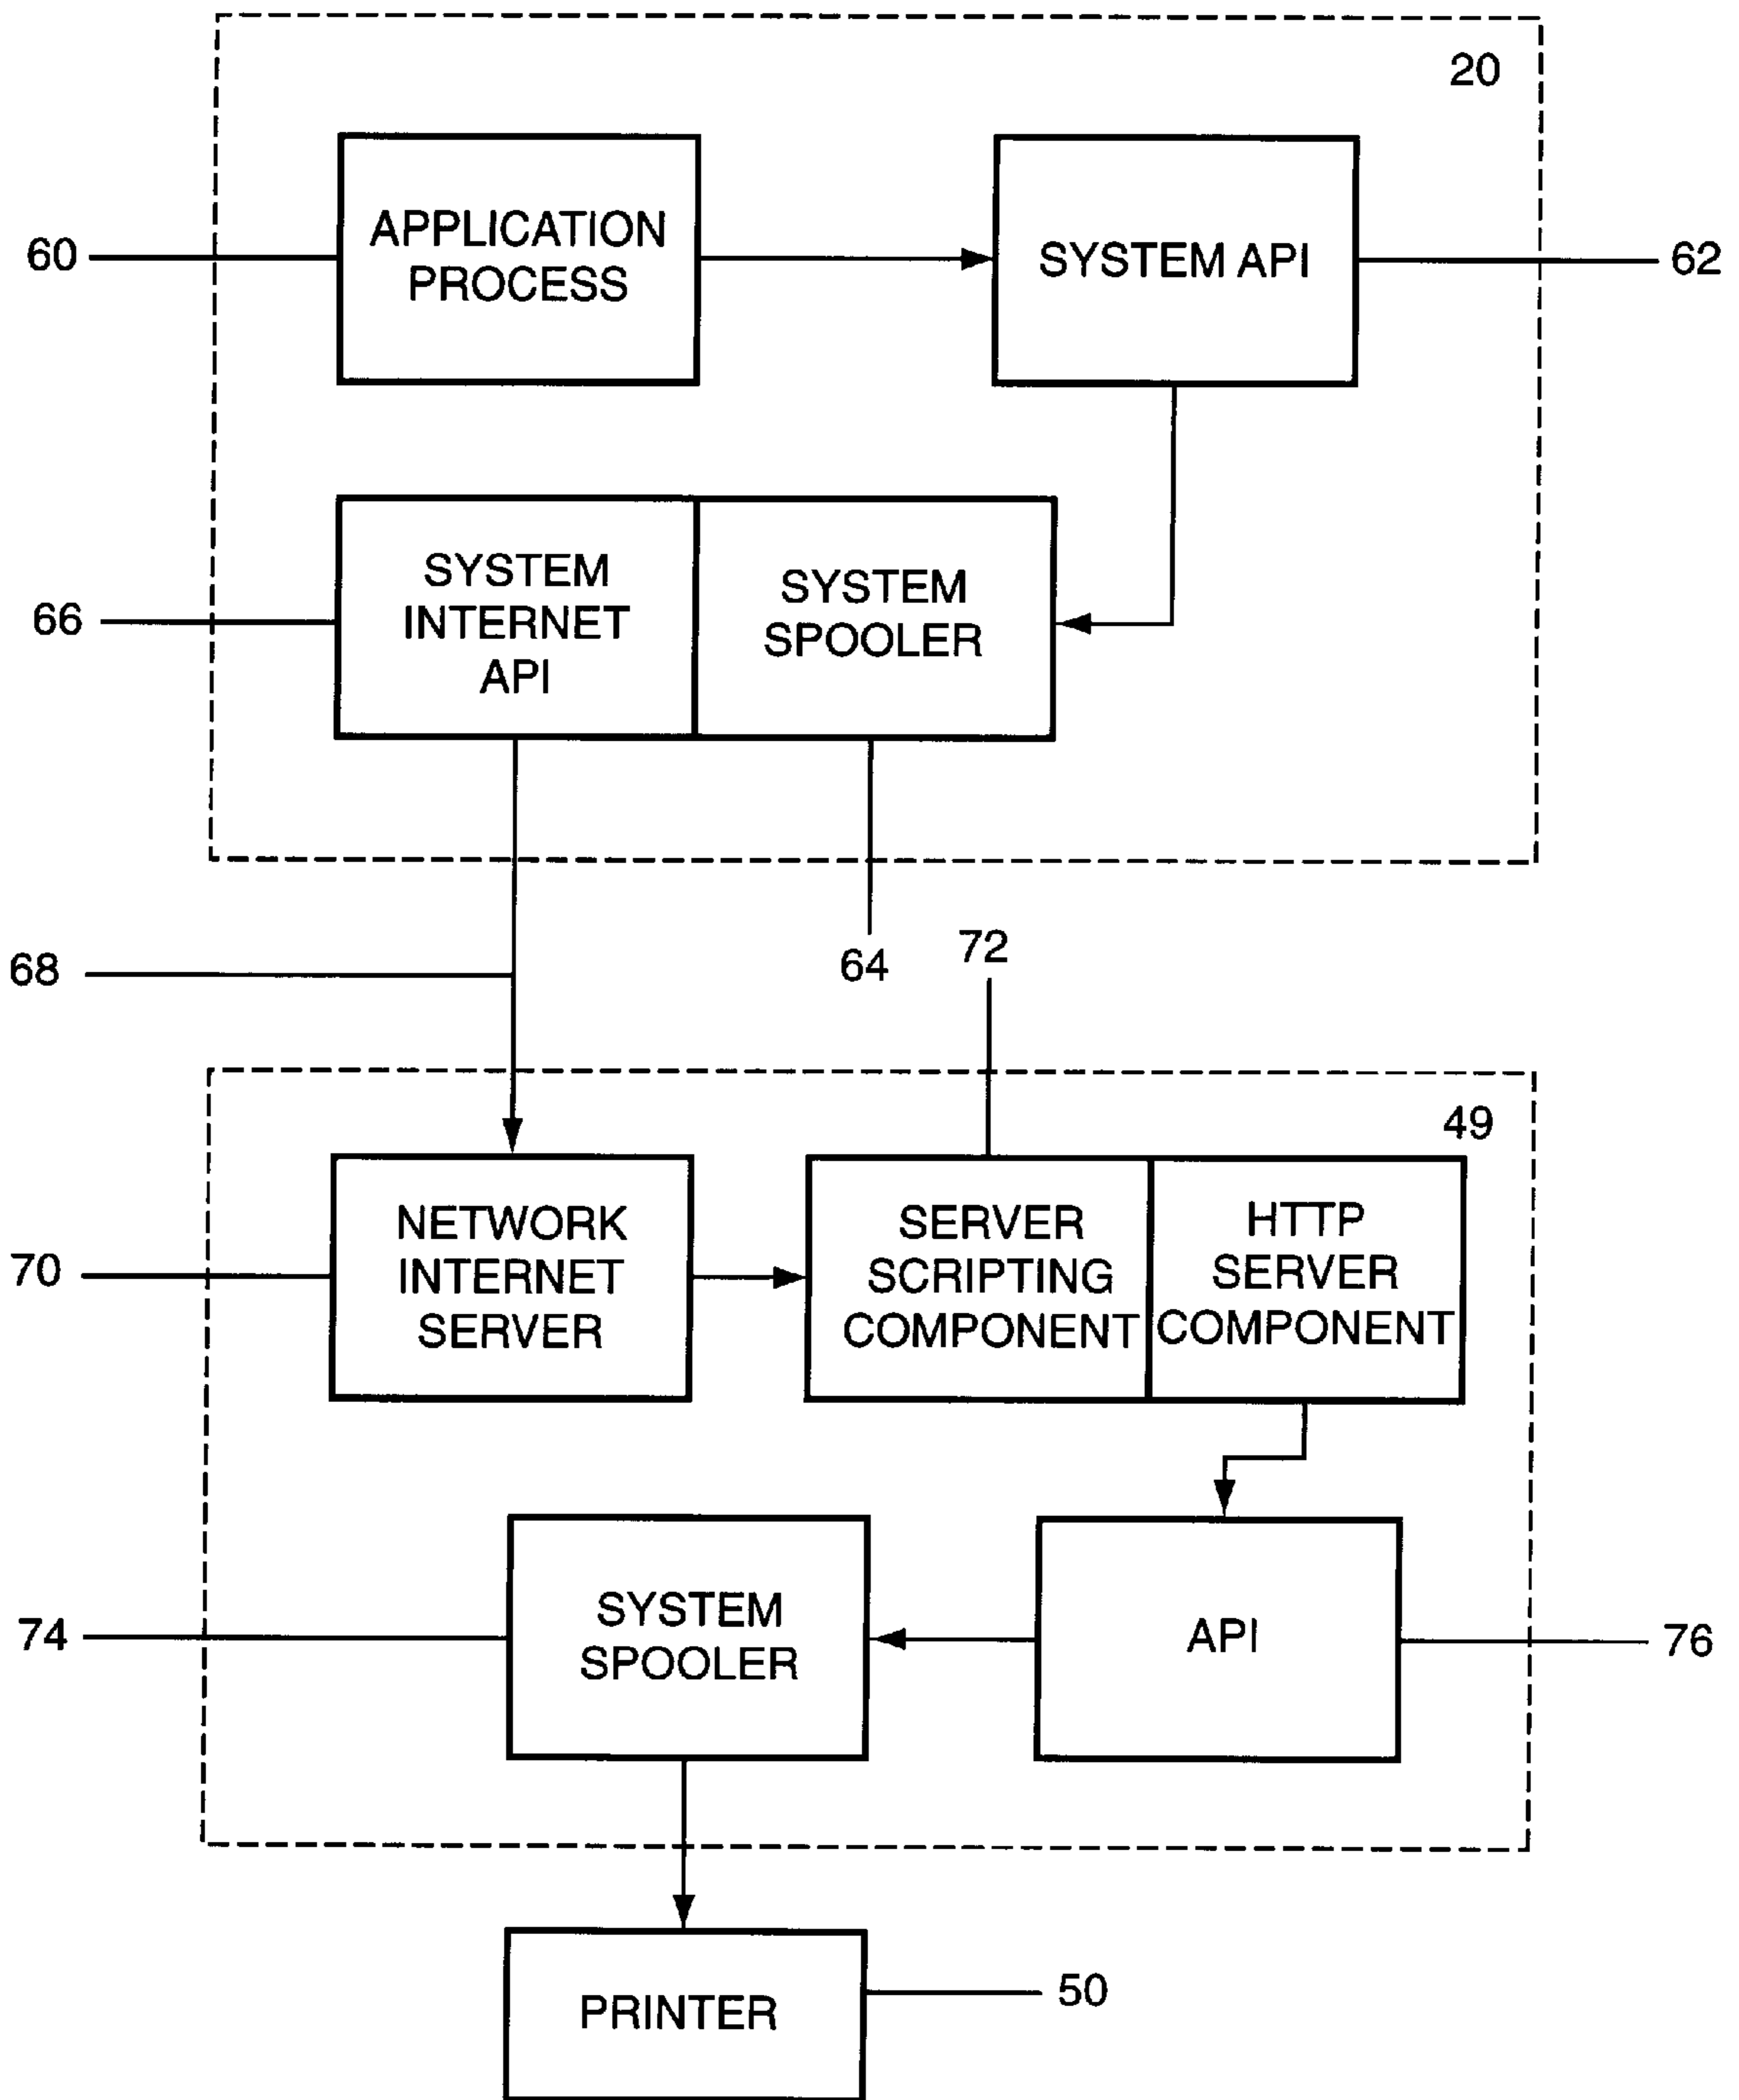 20
APPLICATION
PROCESS
SYSTEM API
60
62
SYSTEM
INTERNET
API
SYSTEM
SPOOLER
66
64
68
72
49
NETWORK
INTERNET
SERVER
SERVER
SCRIPTING
COMPONENT
HTTP
SERVER
COMPONENT
70
SYSTEM
SPOOLER
API
74
76
PRINTER
50